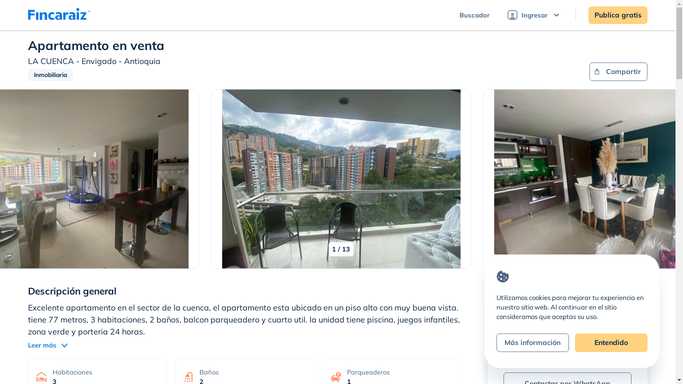 Fincaraiz
Buscador
Ingresar
Publica gratis
Apartamento en venta
LA CUENCA - Envigado - Antioquia
Inmobiliaria
Compartir
1 / 13
Descripción general
Excelente apartamento en el sector de la cuenca, el apartamento esta ubicado en un piso alto con muy buena vista.
tiene 77 metros, 3 habitaciones, 2 baños, balcon parqueadero y cuarto util. la unidad tiene piscina, juegos infantiles,
zona verde y porteria 24 horas.
Leer más
Habitaciones
3
Baños
2
Parqueaderos
1
Utilizamos cookies para mejorar tu experiencia en
nuestro sitio web. Al continuar en el sitio
consideramos que aceptas su uso.
Más información
Entendido
Contactar por WhatsApp